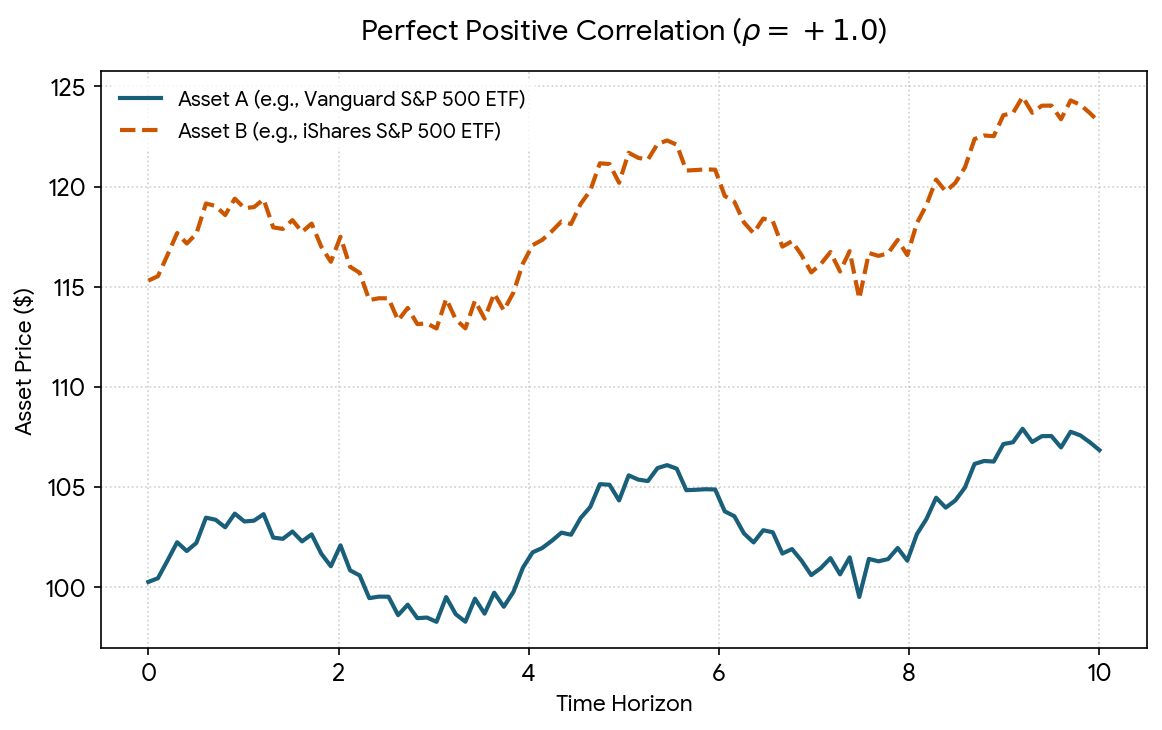 Perfect Positive Correlation (ρ = + 1.0)
Asset A (e.g., Vanguard S&P 500 ETF)
Asset B (e.g., iShares S&P 500 ETF)
Asset Price ($)
125
120
115
110
105
100
0 2 4 6 8 10
Time Horizon